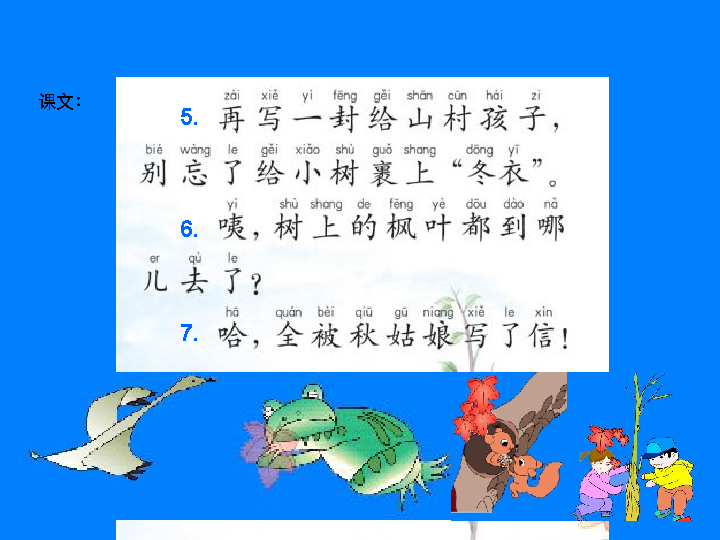 课文：
zài xiě yì fēng gěi shān cūn hái zi
5. 再写一封给山村孩子，
bié wàng le gěi xiǎo shù guǒ shang dōng yī
别忘了给小树裹上“冬衣”。
yí shù shang de fēng yè dōu dào nǎ
6. 咦，树上的枫叶都到哪
er qù le
儿去了？
hā quán bèi qiū gū niang xiě le xìn
7. 哈，全被秋姑娘写了信！